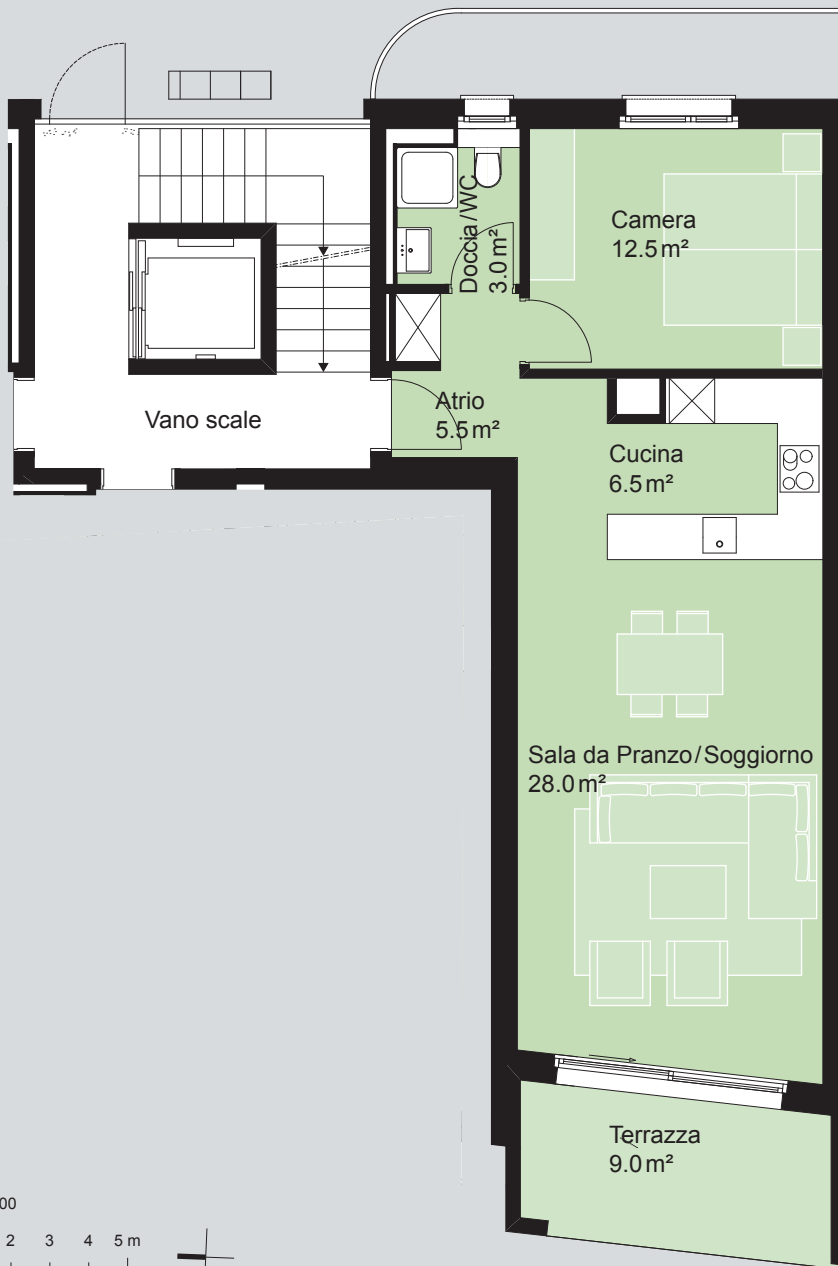 Camera
12.5 m²
Doccia/WC
3.0 m²
Atrio
5.5 m²
Vano scale
Cucina
6.5 m²
Sala da Pranzo/Soggiorno
28.0 m²
Terrazza
9.0 m²
00
2 3 4 5 m